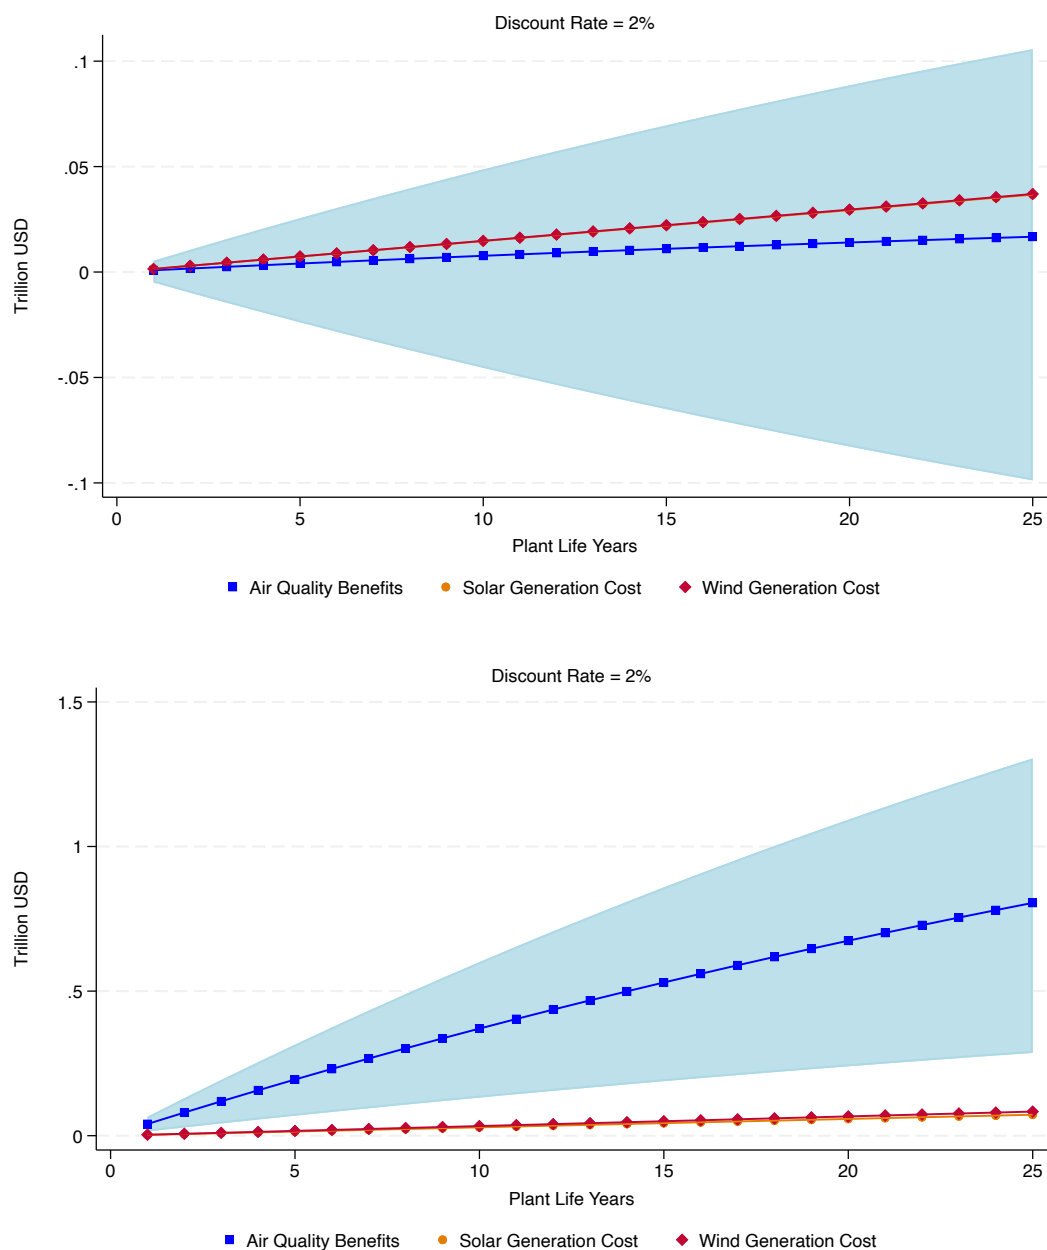 Discount Rate = 2%
.1
.05
0
-.05
-.1
Trillion USD
0 5 10 15 20 25
Plant Life Years
Air Quality Benefits Solar Generation Cost Wind Generation Cost
Discount Rate = 2%
1.5
1
.5
0
Trillion USD
0 5 10 15 20 25
Plant Life Years
Air Quality Benefits Solar Generation Cost Wind Generation Cost